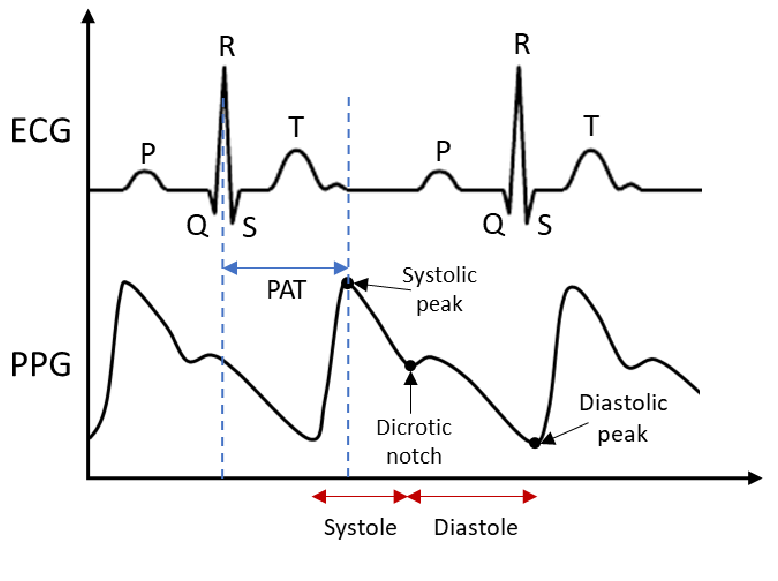 R
R
ECG
P
T
P
T
Q
S
Q
S
PAT
Systolic
peak
PPG
Dicrotic
notch
Diastolic
peak
Systole
Diastole